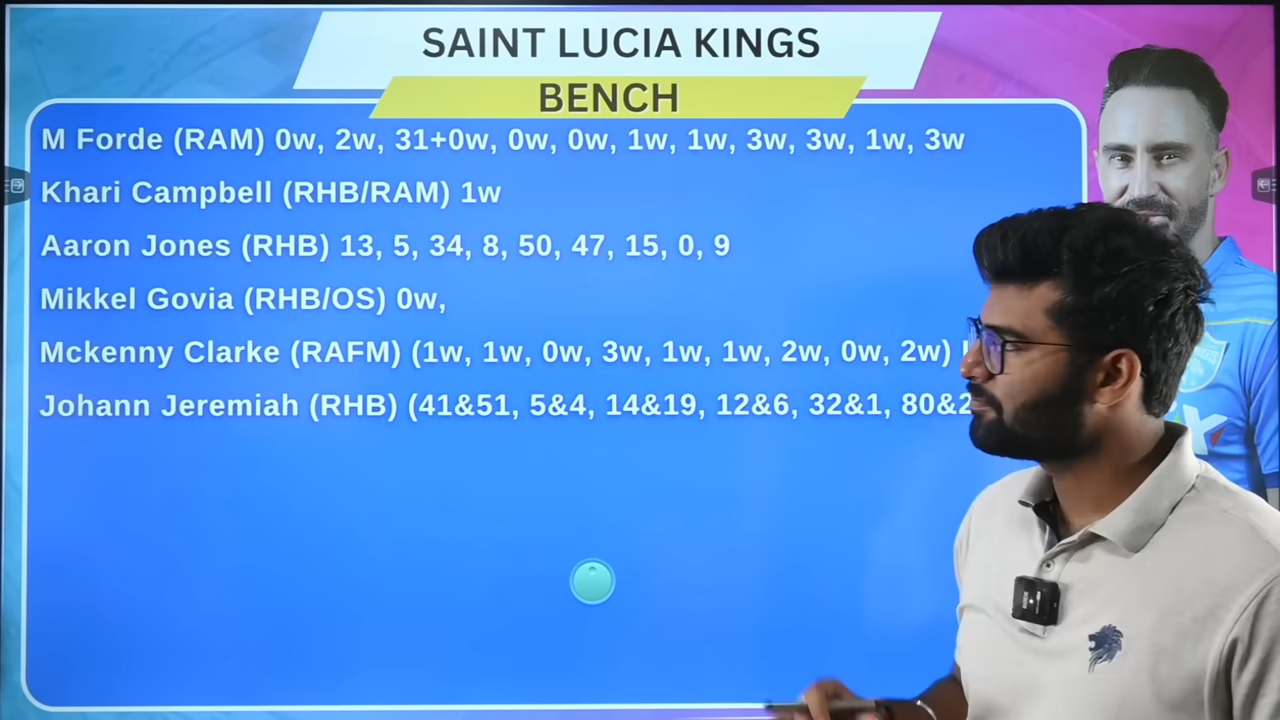 SAINT LUCIA KINGS
BENCH
M Forde (RAM) 0w, 2w, 31+0w, 0w, 0w, 1w, 1w, 3w, 3w, 1w, 3w
Khari Campbell (RHB/RAM) 1w
Aaron Jones (RHB) 13, 5, 34, 8, 50, 47, 15, 0, 9
Mikkel Govia (RHB/OS) 0w,
Mckenny Clarke (RAFM) (1w, 1w, 0w, 3w, 1w, 1w, 2w, 0w, 2w)
Johann Jeremiah (RHB) (41&51, 5&4, 14&19, 12&6, 32&1, 80&2